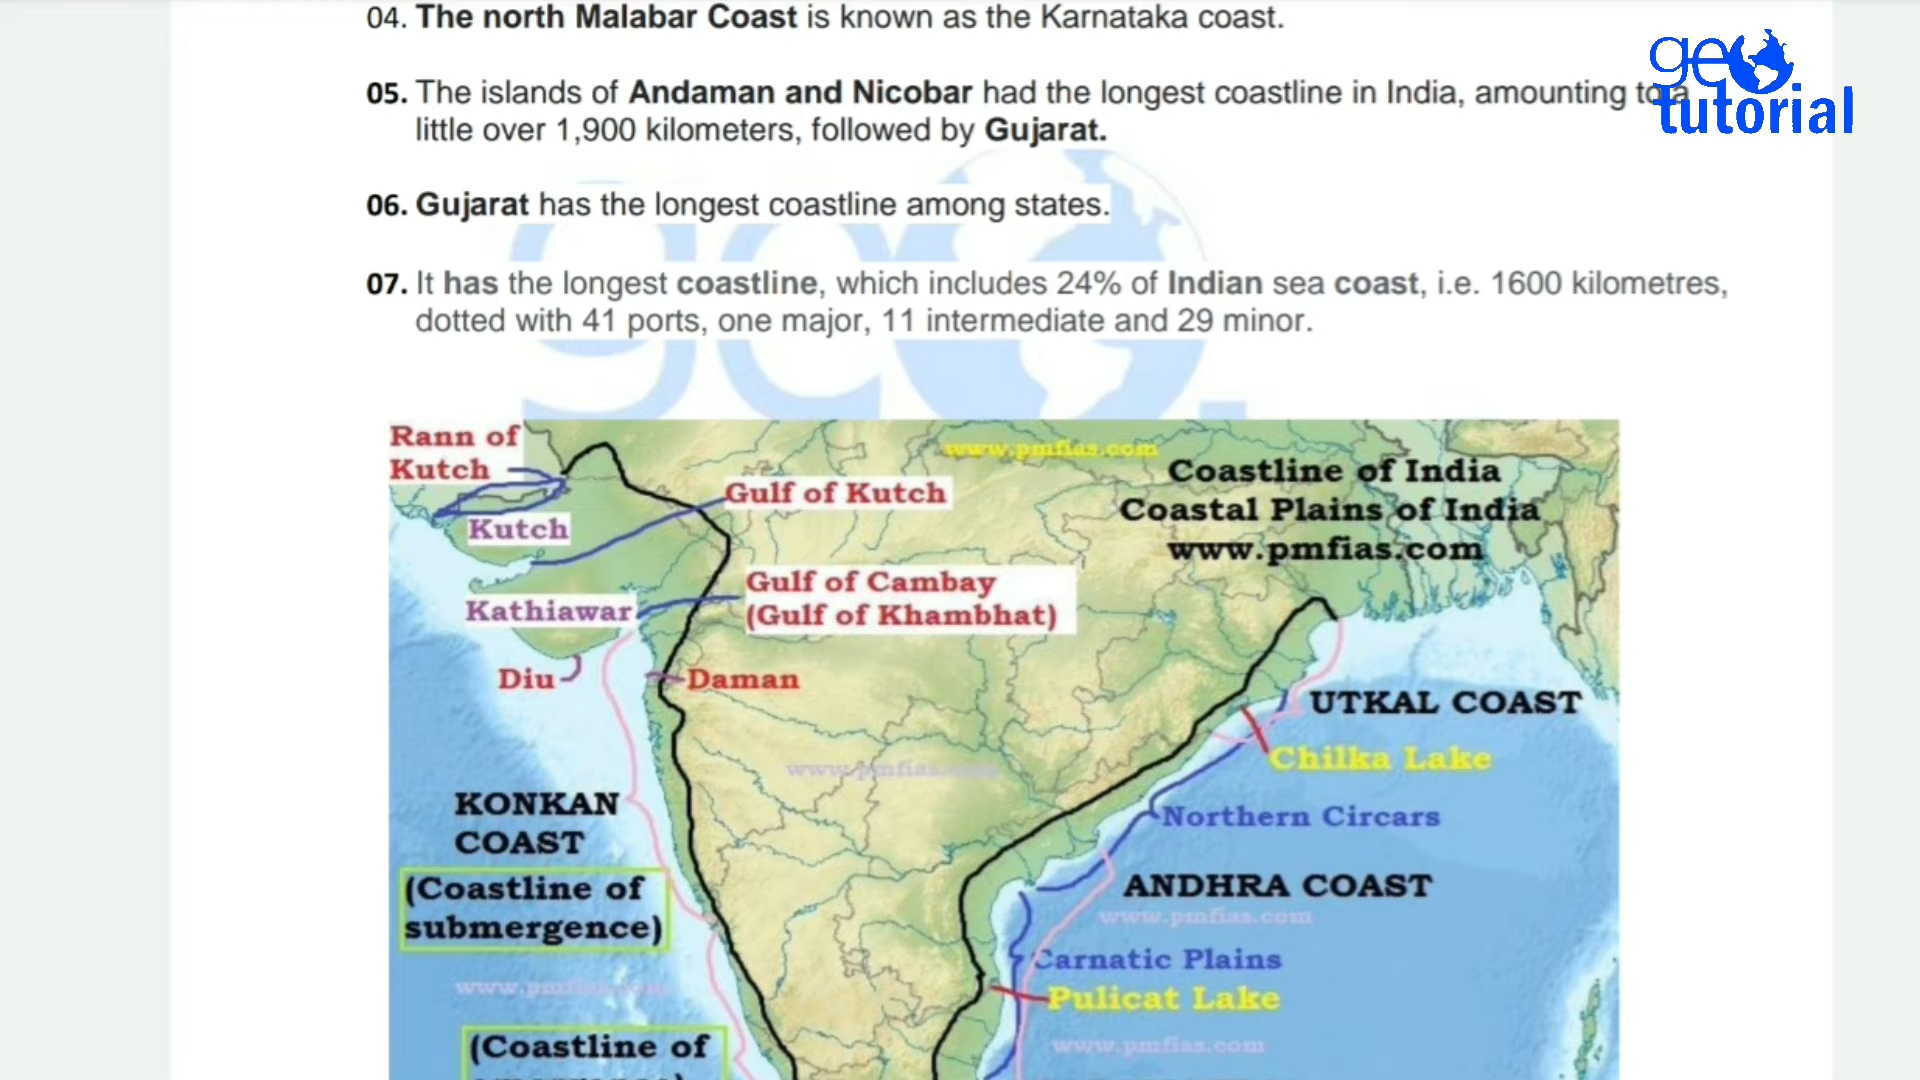 04. The north Malabar Coast is known as the Karnataka coast.
geo
tutorial
05. The islands of Andaman and Nicobar had the longest coastline in India, amounting to a
little over 1,900 kilometers, followed by Gujarat.
06. Gujarat has the longest coastline among states.
07. It has the longest coastline, which includes 24% of Indian sea coast, i.e. 1600 kilometres,
dotted with 41 ports, one major, 11 intermediate and 29 minor.
Rann of
Kutch
www.pmfias.com
Coastline of India
Coastal Plains of India
www.pmfias.com
Gulf of Kutch
Kutch
Gulf of Cambay
(Gulf of Khambhat)
Kathiawar
Diu
Daman
UTKAL COAST
Chilka Lake
www.pmfias.com
KONKAN
COAST
Northern Circars
(Coastline of
submergence)
ANDHRA COAST
www.pmfias.com
Carnatic Plains
www.pmfias.com
Pulicat Lake
(Coastline of
www.pmfias.com